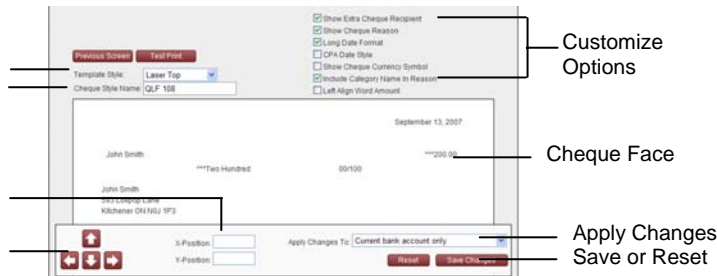 Show Extra Cheque Recipient
Show Cheque Reason
Long Date Format
CPA Date Style
Show Cheque Currency Symbol
Include Category Name In Reason
Left Align Word Amount
Customize
Options
Previous Screen Test Print
Template Style: Laser Top
Cheque Style Name: QLF 108
September 13, 2007
John Smith ***200.00
***Two Hundred 00/100
Cheque Face
John Smith
593 Lollipop Lane
Kitchener ON N0J 1P3
X-Position:
Y-Position:
Apply Changes To: Current bank account only
Reset Save Changes
Apply Changes
Save or Reset